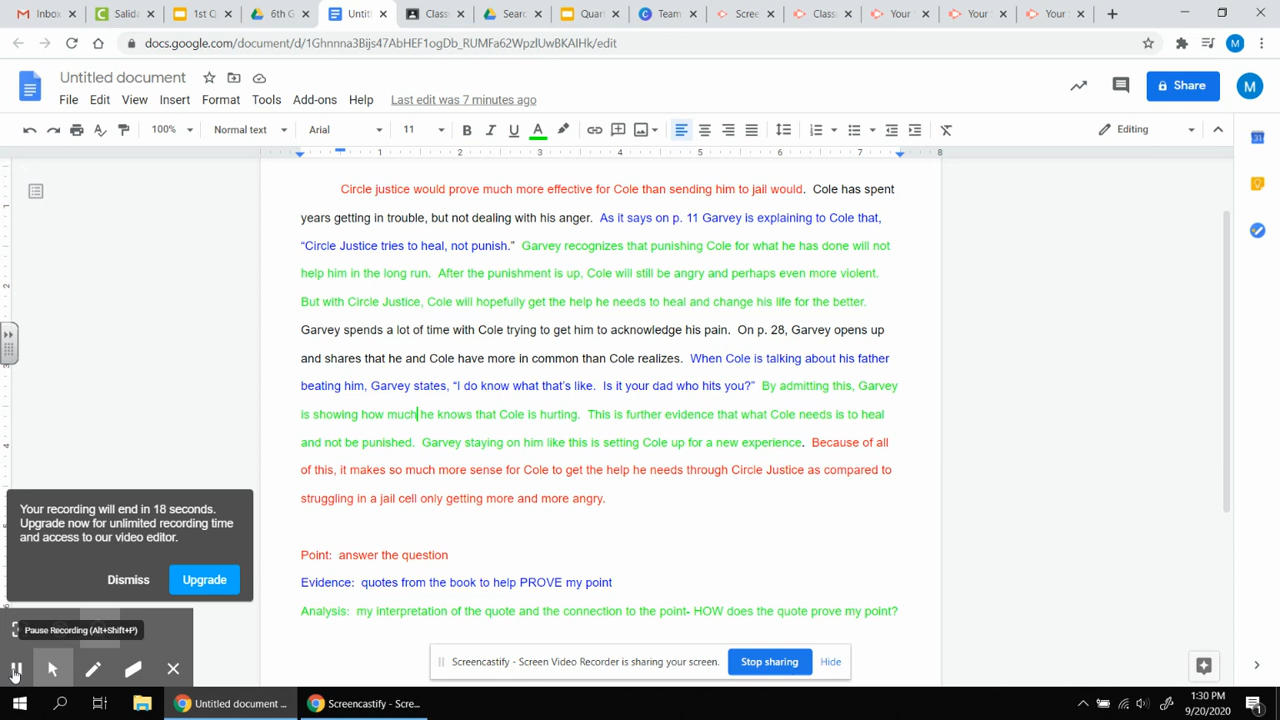 Inbo
Salida
1st Q
6th G
Untit
Class
Sear
Quar
Team
Scre
Class
Your
Your
Your
docs.google.com/document/d/1Ghnnna3Bijs47AbHEF1ogDb_RUMFa62WpzlUwBKAIHk/edit
M
Untitled document
File Edit View Insert Format Tools Add-ons Help Last edit was 7 minutes ago
Share
M
100% Normal text Arial 11 B I U A Editing
1 2 3 4 5 6 7 8
Circle justice would prove much more effective for Cole than sending him to jail would. Cole has spent
years getting in trouble, but not dealing with his anger. As it says on p. 11 Garvey is explaining to Cole that,
“Circle Justice tries to heal, not punish.” Garvey recognizes that punishing Cole for what he has done will not
help him in the long run. After the punishment is up, Cole will still be angry and perhaps even more violent.
But with Circle Justice, Cole will hopefully get the help he needs to heal and change his life for the better.
Garvey spends a lot of time with Cole trying to get him to acknowledge his pain. On p. 28, Garvey opens up
and shares that he and Cole have more in common than Cole realizes. When Cole is talking about his father
beating him, Garvey states, “I do know what that’s like. Is it your dad who hits you?” By admitting this, Garvey
is showing how much he knows that Cole is hurting. This is further evidence that what Cole needs is to heal
and not be punished. Garvey staying on him like this is setting Cole up for a new experience. Because of all
of this, it makes so much more sense for Cole to get the help he needs through Circle Justice as compared to
struggling in a jail cell only getting more and more angry.
Point: answer the question
Evidence: quotes from the book to help PROVE my point
Analysis: my interpretation of the quote and the connection to the point- HOW does the quote prove my point?
Your recording will end in 18 seconds.
Upgrade now for unlimited recording time
and access to our video editor.
Dismiss Upgrade
Pause Recording (Alt+Shift+P)
Screencastify - Screen Video Recorder is sharing your screen. Stop sharing Hide
Untitled document ...
Screencastify - Scre...
1:30 PM
9/20/2020